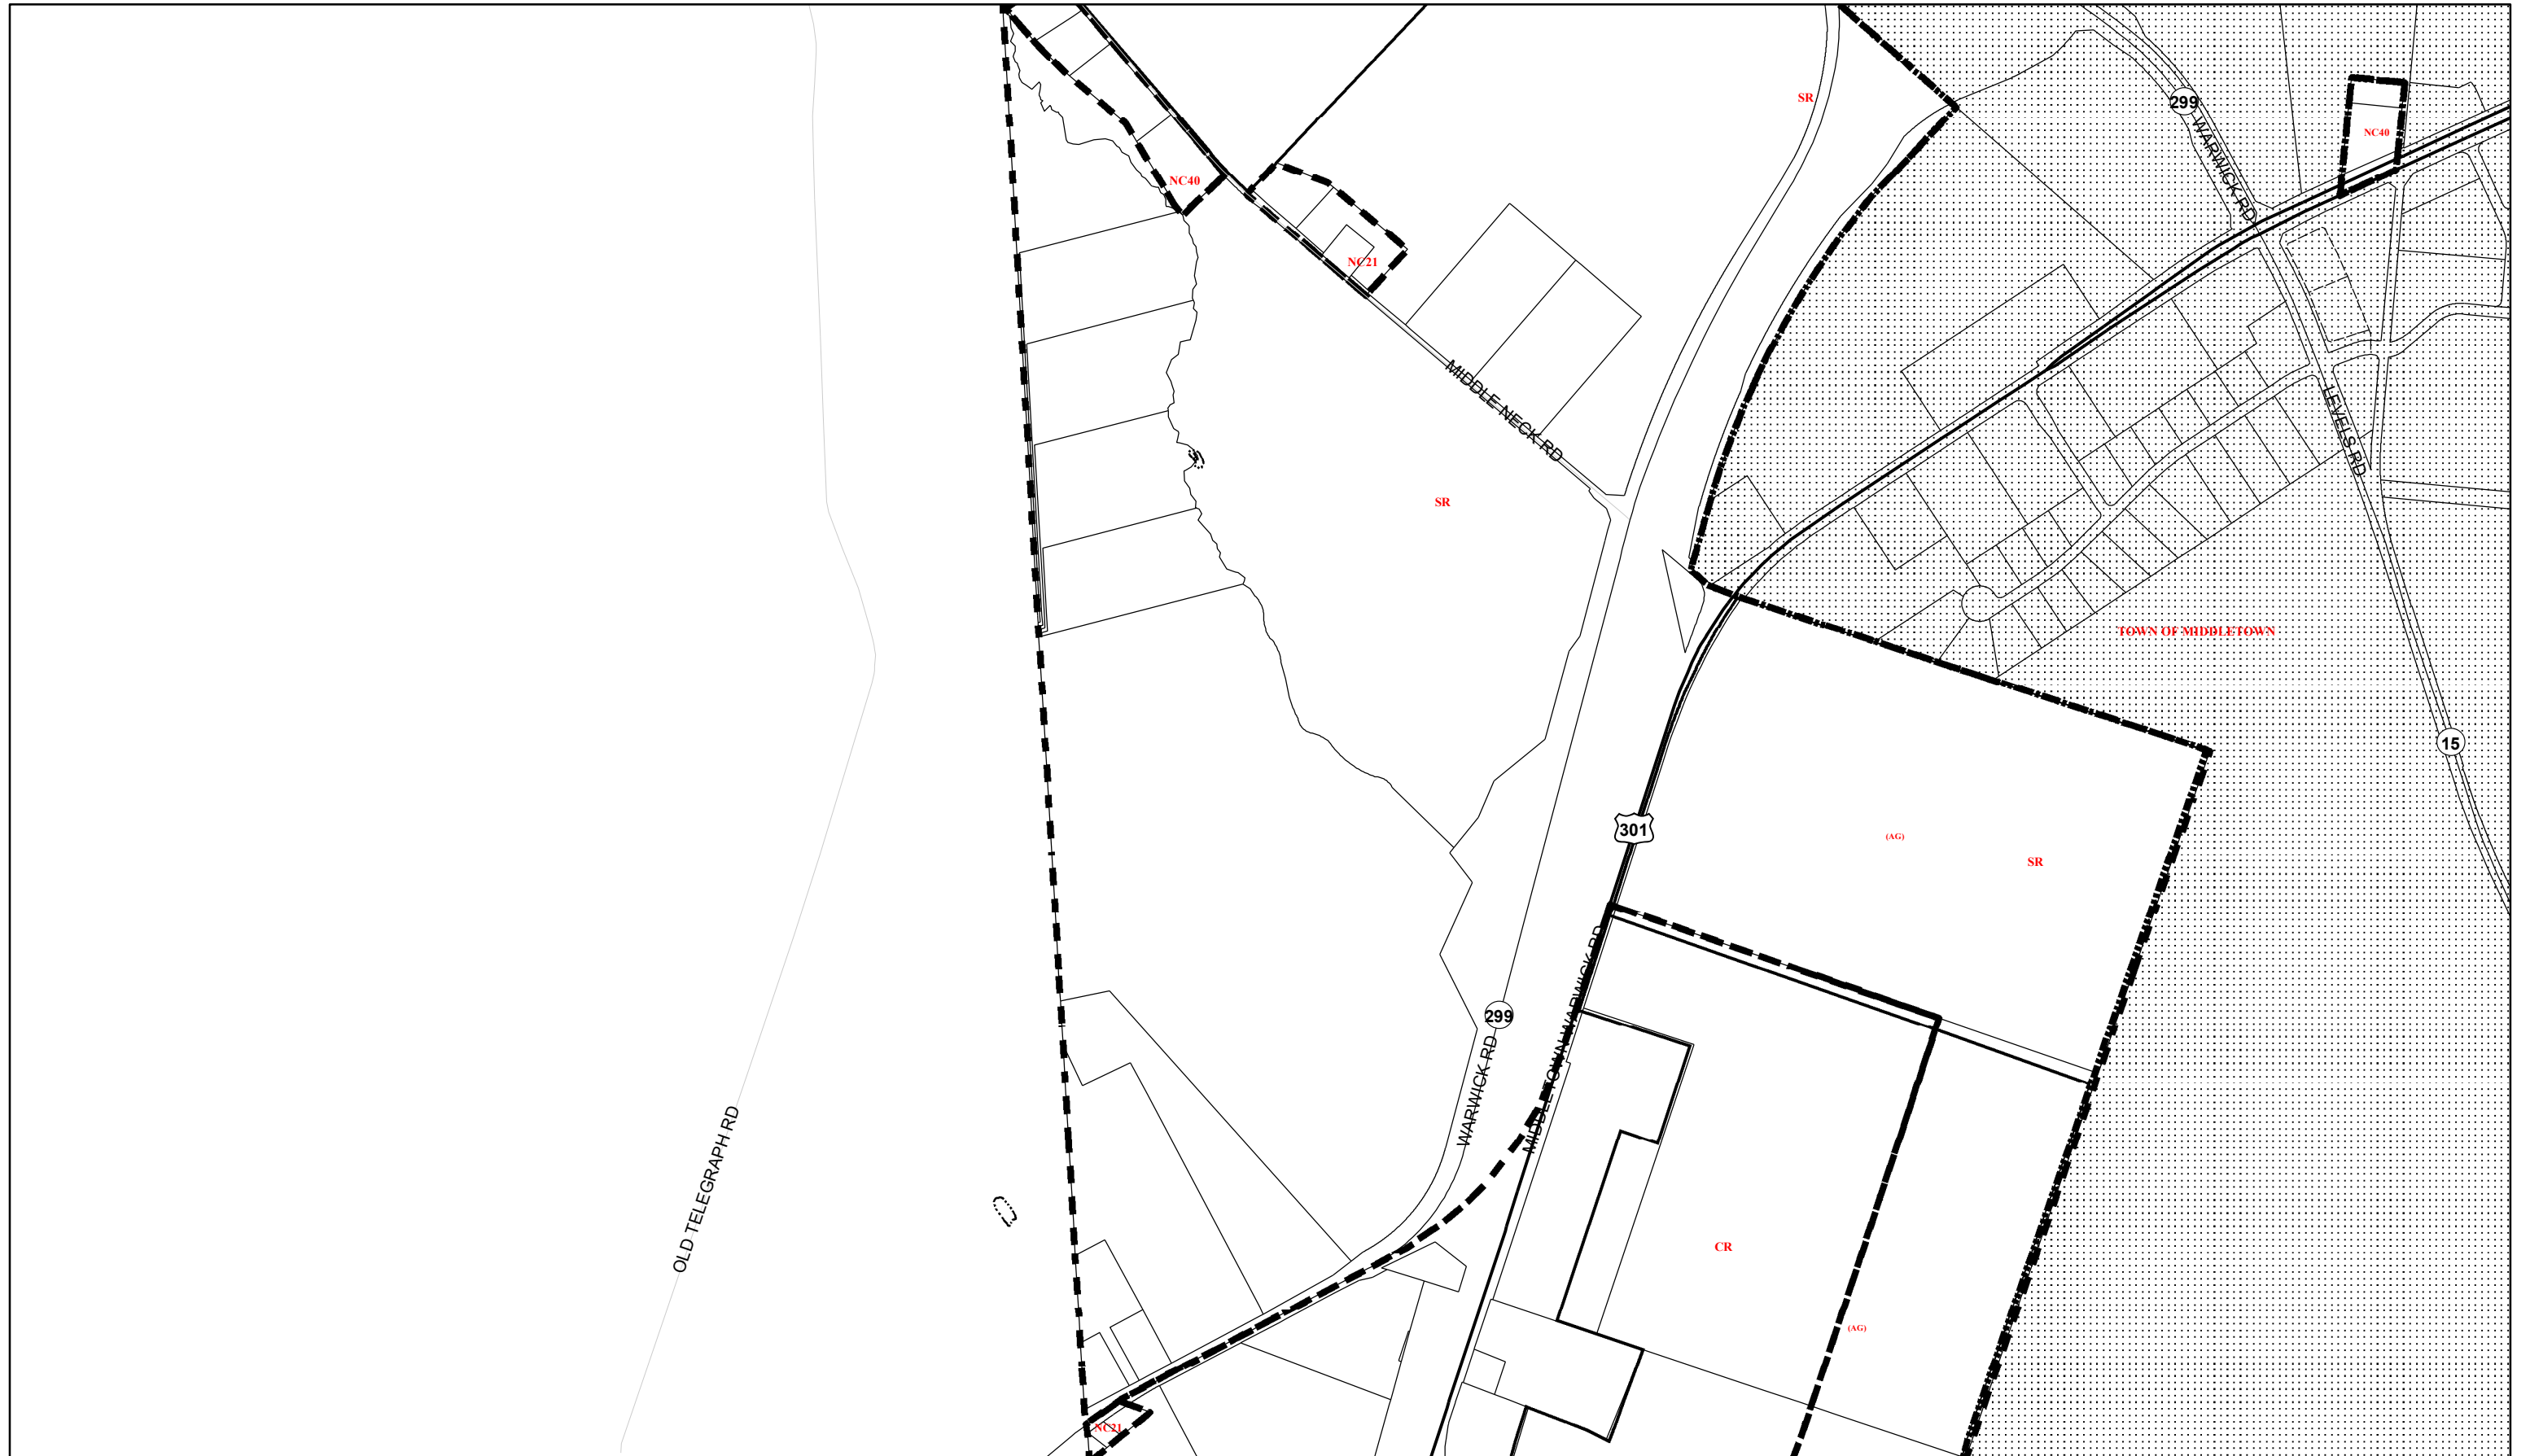 SR
299
WARWICK RD
NC40
NC40
NC21
MIDDLE NECK RD
LEVELS RD
SR
TOWN OF MIDDLETOWN
15
301
(AG)
SR
MIDDLETOWN WARWICK RD
299
WARWICK RD
OLD TELEGRAPH RD
CR
(AG)
NC21